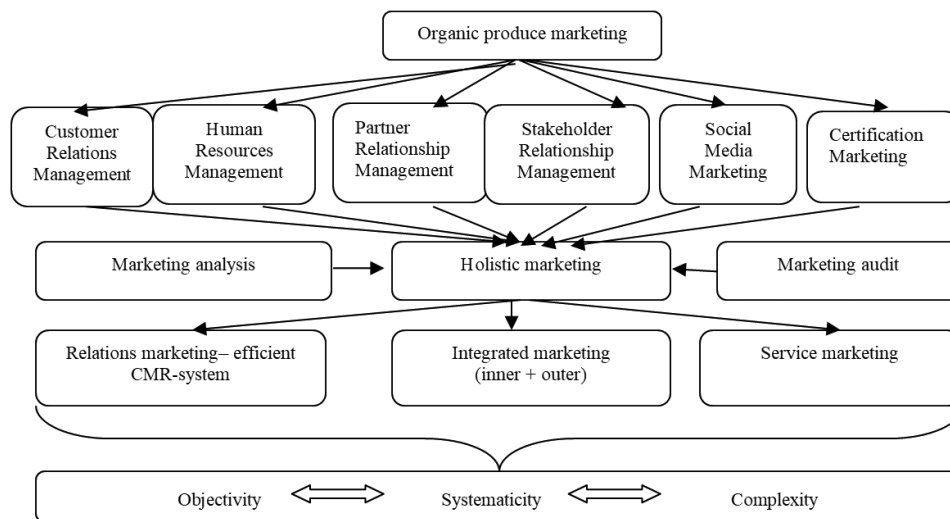 Organic produce marketing
Customer
Relations
Management
Human
Resources
Management
Partner
Relationship
Management
Stakeholder
Relationship
Management
Social
Media
Marketing
Certification
Marketing
Marketing analysis
Holistic marketing
Marketing audit
Relations marketing– efficient
CMR-system
Integrated marketing
(inner + outer)
Service marketing
Objectivity Systematicity Complexity